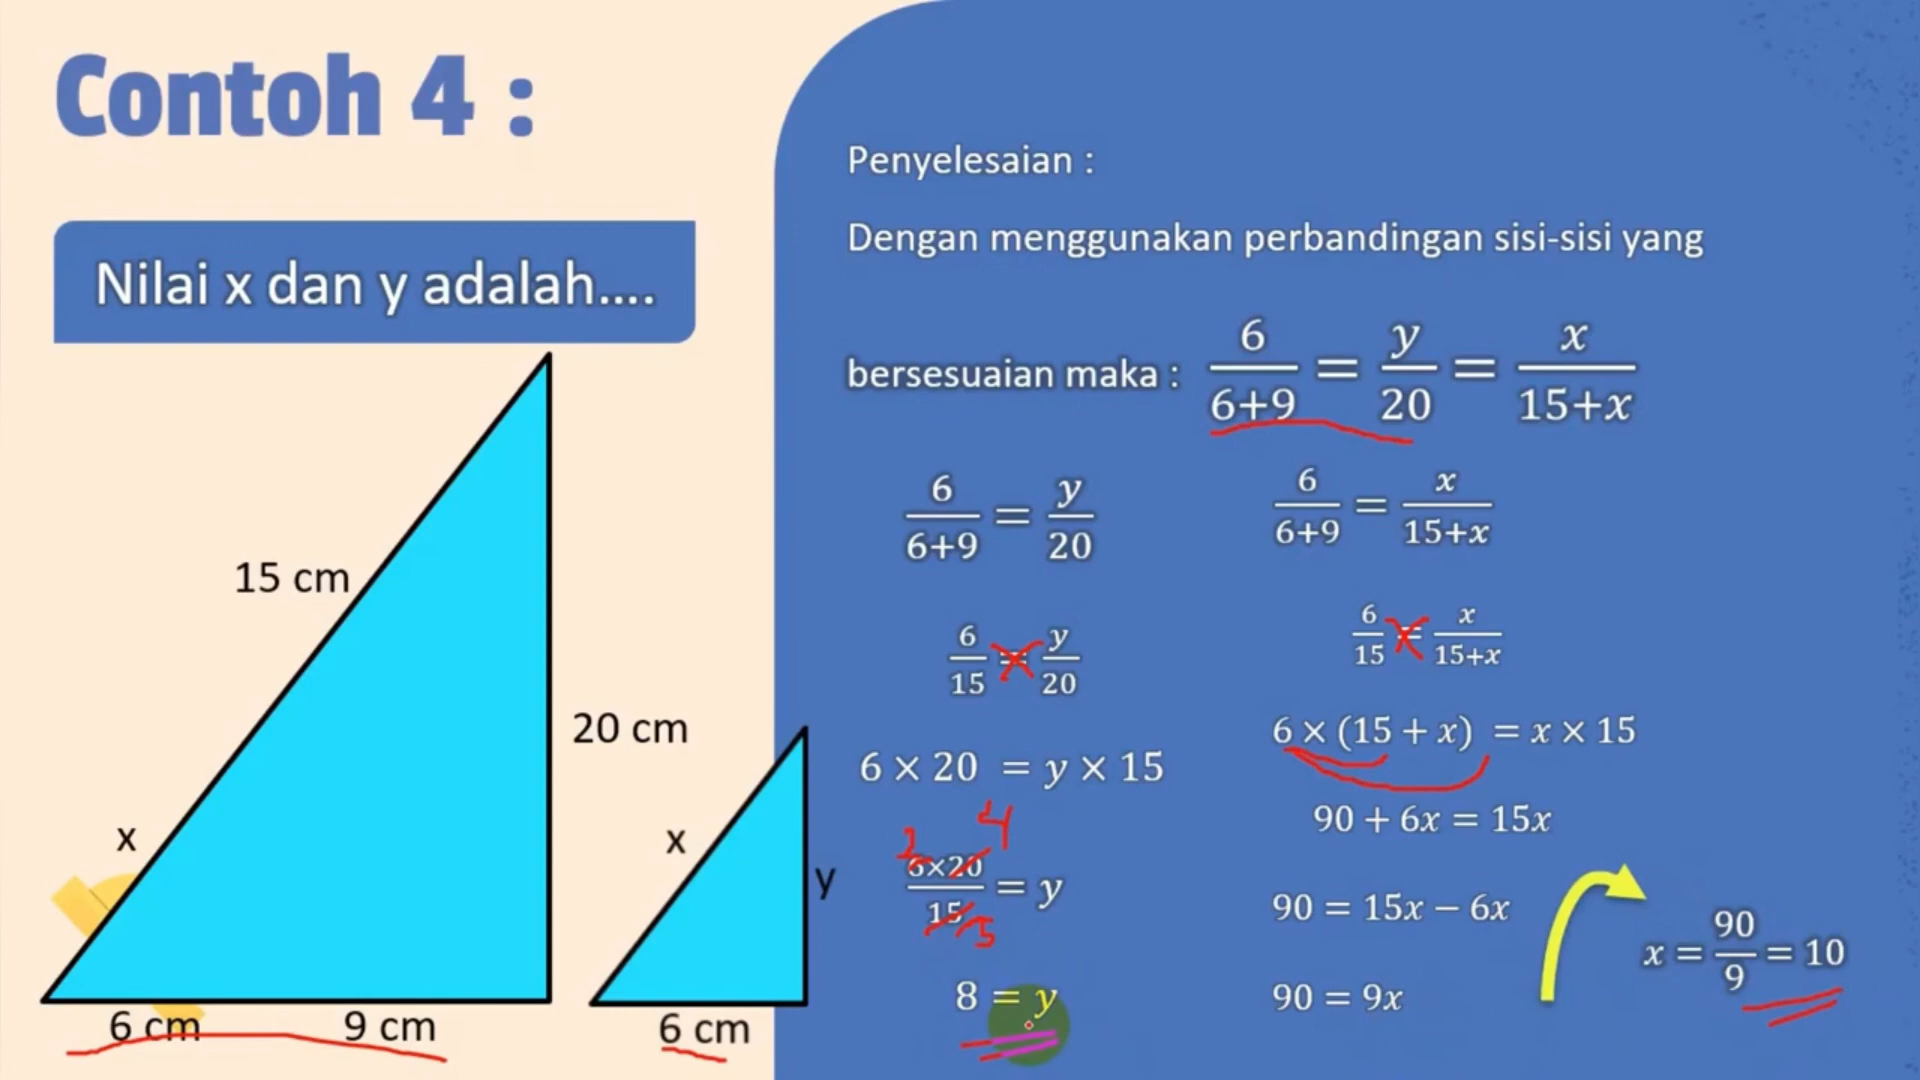 Contoh 4 :
Nilai x dan y adalah....
15 cm
20 cm
x
6 cm
9 cm
x
y
6 cm
Penyelesaian :
Dengan menggunakan perbandingan sisi-sisi yang
bersesuaian maka : 6/6+9 = y/20 = x/15+x
6/6+9 = y/20
6/15 = y/20
6 × 20 = y × 15
4
2
6×20/15 = y
3
8 = y
6/6+9 = x/15+x
6/15 = x/15+x
6 × (15 + x) = x × 15
90 + 6x = 15x
90 = 15x − 6x
90 = 9x
x = 90/9 = 10